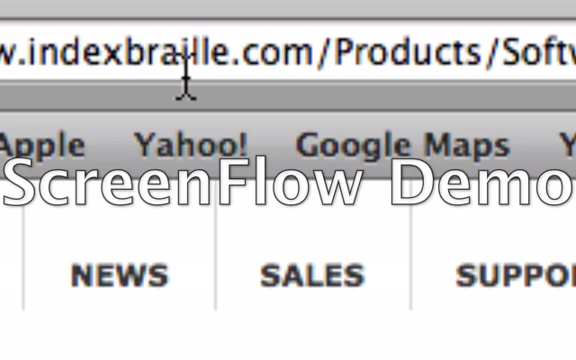 w.indexbraille.com/Products/Softw
Apple Yahoo! Google Maps Y
ScreenFlow Demo
NEWS SALES SUPPO